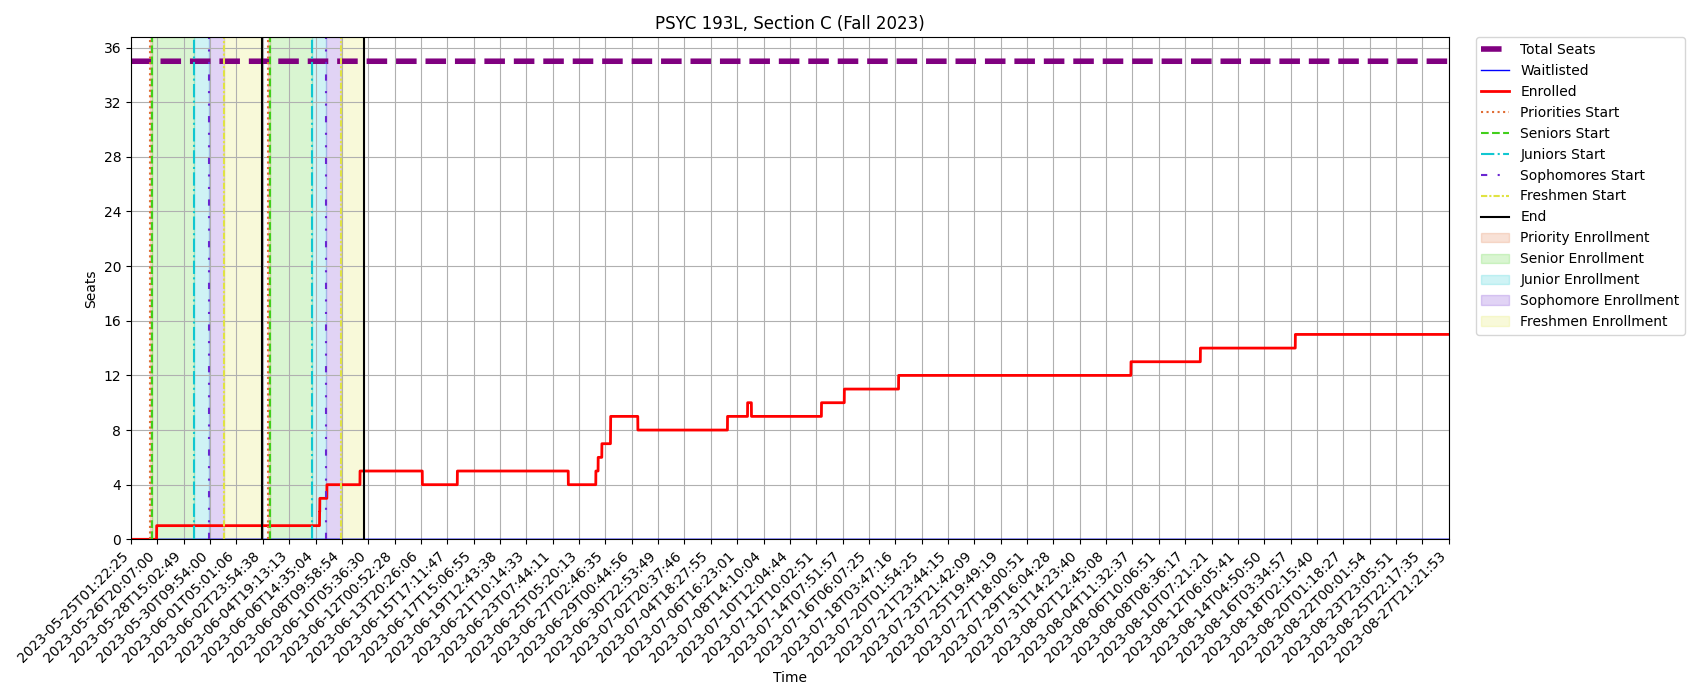 PSYC 193L, Section C (Fall 2023)
Seats
36
32
28
24
20
16
12
8
4
0
2023-05-25T01:22:25
2023-05-26T20:07:00
2023-05-28T15:02:49
2023-05-30T09:54:00
2023-06-01T05:01:06
2023-06-02T23:54:38
2023-06-04T19:13:13
2023-06-06T14:35:04
2023-06-08T09:58:54
2023-06-10T05:36:30
2023-06-12T00:52:28
2023-06-13T20:26:06
2023-06-15T17:11:47
2023-06-17T15:06:55
2023-06-19T12:43:38
2023-06-21T10:14:33
2023-06-23T07:44:11
2023-06-25T05:20:13
2023-06-27T02:46:35
2023-06-29T00:44:56
2023-06-30T22:53:49
2023-07-02T20:37:46
2023-07-04T18:27:55
2023-07-06T16:23:01
2023-07-08T14:10:04
2023-07-10T12:04:44
2023-07-12T10:02:51
2023-07-14T07:51:57
2023-07-16T06:07:25
2023-07-18T03:47:16
2023-07-20T01:54:25
2023-07-21T23:44:15
2023-07-23T21:42:09
2023-07-25T19:49:19
2023-07-27T18:00:51
2023-07-29T16:04:28
2023-07-31T14:23:40
2023-08-02T12:45:08
2023-08-04T11:32:37
2023-08-06T10:06:51
2023-08-08T08:36:17
2023-08-10T07:21:21
2023-08-12T06:05:41
2023-08-14T04:50:50
2023-08-16T03:34:57
2023-08-18T02:15:40
2023-08-20T01:18:27
2023-08-22T00:01:54
2023-08-23T23:05:51
2023-08-25T22:17:35
2023-08-27T21:21:53
Time
Total Seats
Waitlisted
Enrolled
Priorities Start
Seniors Start
Juniors Start
Sophomores Start
Freshmen Start
End
Priority Enrollment
Senior Enrollment
Junior Enrollment
Sophomore Enrollment
Freshmen Enrollment